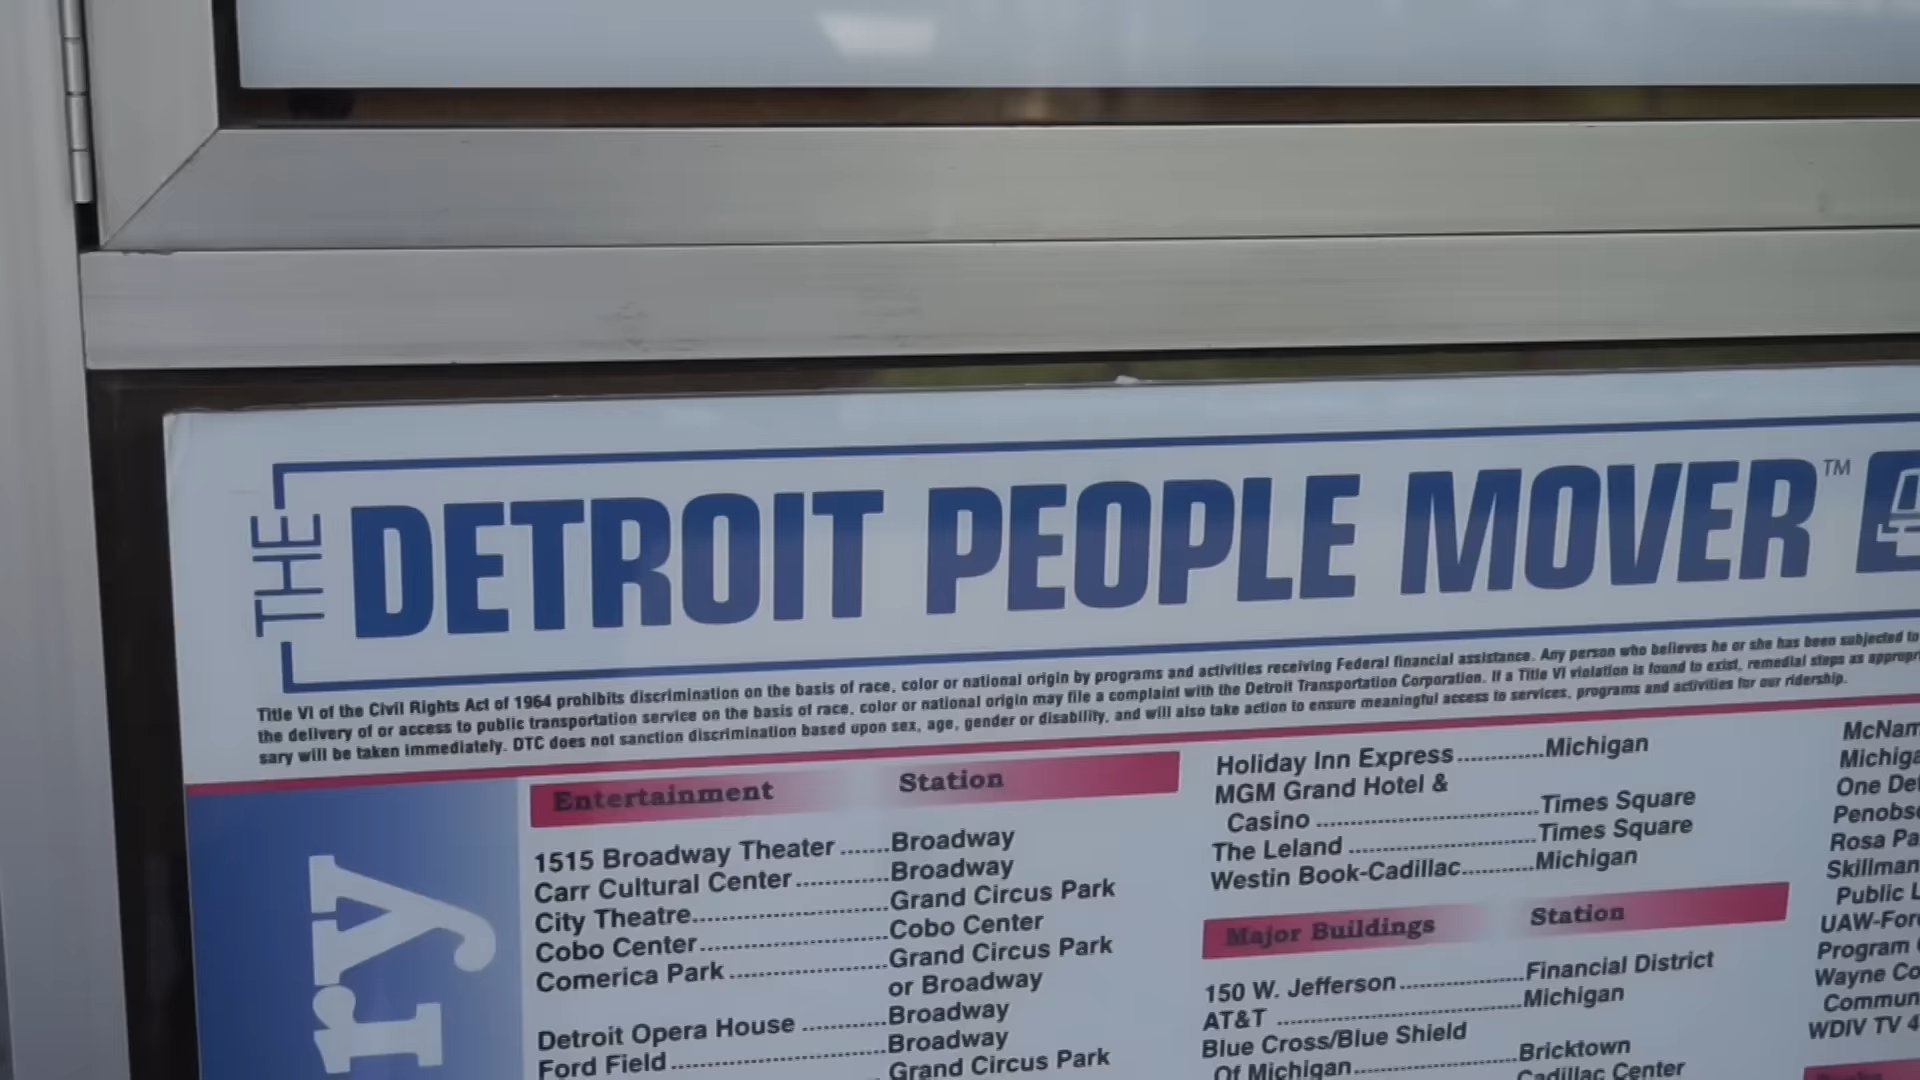 THE DETROIT PEOPLE MOVER™
Title VI of the Civil Rights Act of 1964 prohibits discrimination on the basis of race, color or national origin by programs and activities receiving Federal financial assistance. Any person who believes he or she has been subjected to
the delivery of or access to public transportation service on the basis of race, color or national origin may file a complaint with the Detroit Transportation Corporation. If a Title VI violation is found to exist, remedial steps as appropr
sary will be taken immediately. DTC does not sanction discrimination based upon sex, age, gender or disability, and will also take action to ensure meaningful access to services, programs and activities for our ridership.
ry
Entertainment Station
1515 Broadway Theater.......Broadway
Carr Cultural Center............Broadway
City Theatre.........................Grand Circus Park
Cobo Center........................Cobo Center
Comerica Park....................Grand Circus Park
or Broadway
Detroit Opera House...........Broadway
Ford Field............................Broadway
Grand Circus Park
Holiday Inn Express............Michigan
MGM Grand Hotel &
Casino..............................Times Square
The Leland..........................Times Square
Westin Book-Cadillac..........Michigan
Major Buildings Station
150 W. Jefferson.................Financial District
AT&T..................................Michigan
Blue Cross/Blue Shield
Of Michigan......................Bricktown
Cadillac Center
McNam
Michiga
One Det
Penobsc
Rosa Pa
Skillman
Public L
UAW-For
Program
Wayne Co
Commun
WDIV TV 4